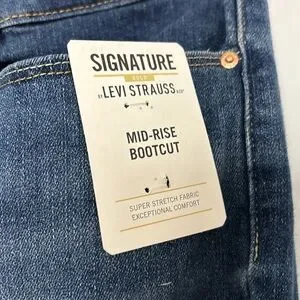 SIGNATURE
GOLD
BY LEVI STRAUSS & CO.
MID-RISE
BOOTCUT
SUPER STRETCH FABRIC
EXCEPTIONAL COMFORT